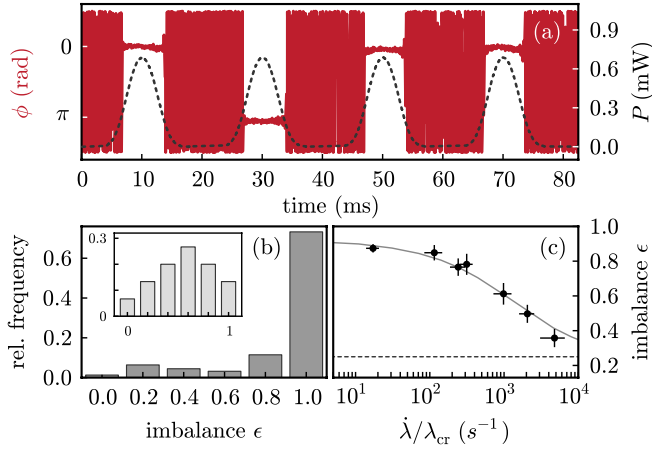 (a)
ϕ (rad)
0
π
P (mW)
0.9
0.6
0.3
0.0
0 10 20 30 40 50 60 70 80
time (ms)
(b)
rel. frequency
0.6
0.4
0.2
0.0
0.3
0
0 1
0.0 0.2 0.4 0.6 0.8 1.0
imbalance ϵ
(c)
imbalance ϵ
1.0
0.8
0.6
0.4
0.2
10¹ 10² 10³ 10⁴
λ̇/λcr (s⁻¹)